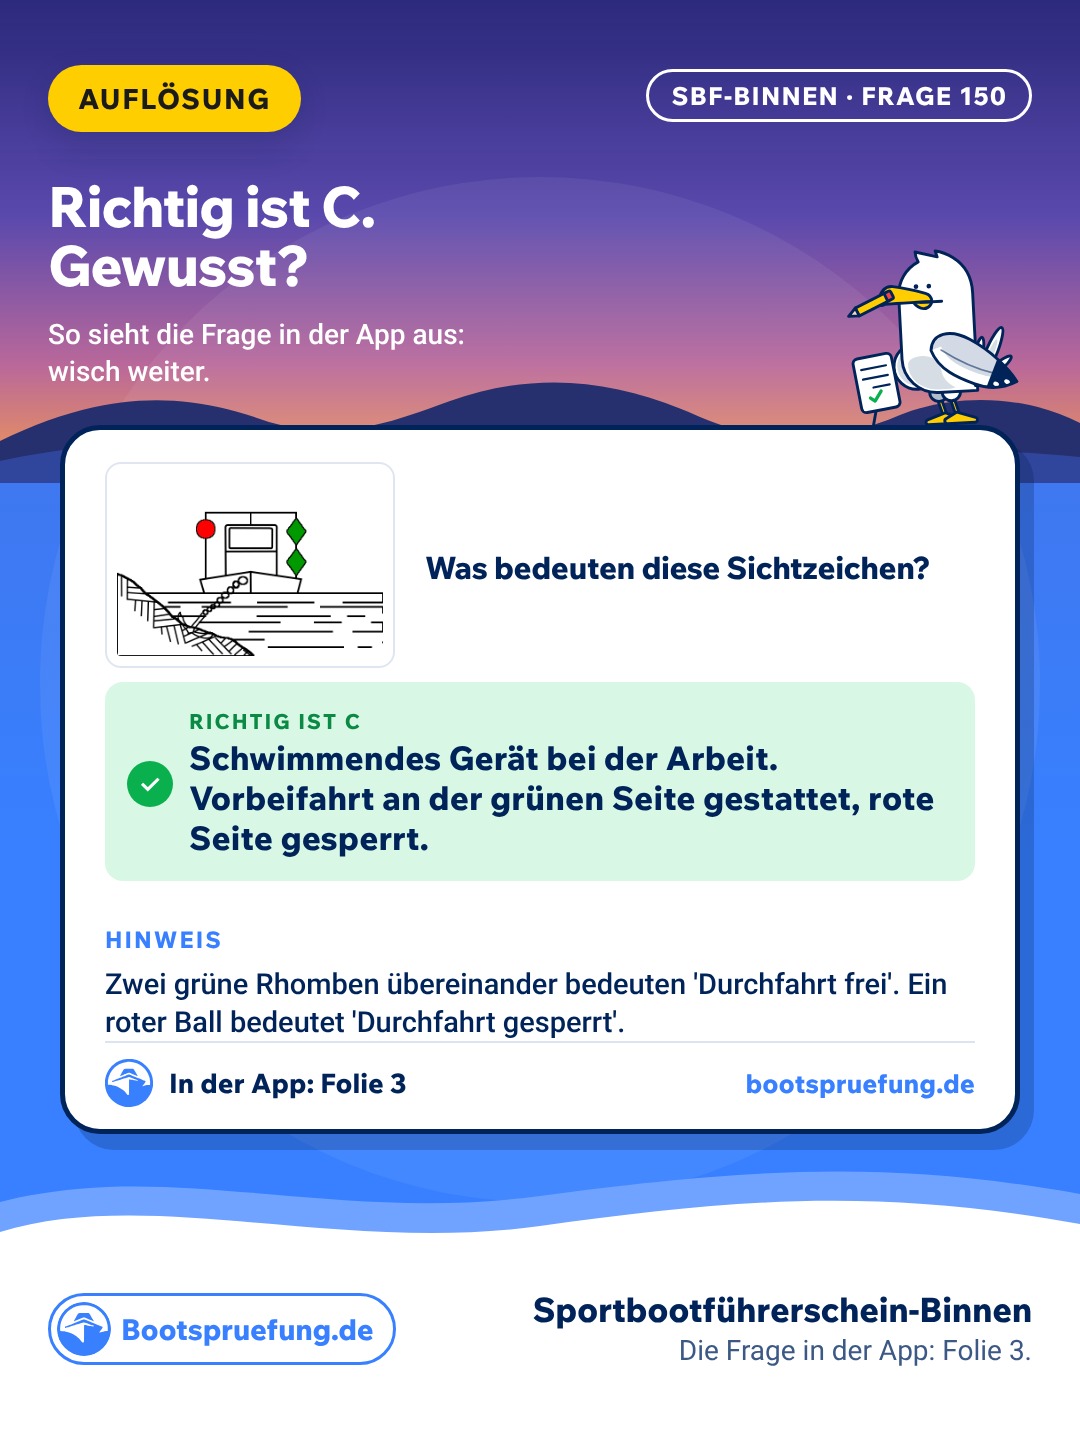 AUFLÖSUNG
SBF-BINNEN · FRAGE 150
Richtig ist C.
Gewusst?
So sieht die Frage in der App aus:
wisch weiter.
Was bedeuten diese Sichtzeichen?
RICHTIG IST C
Schwimmendes Gerät bei der Arbeit.
Vorbeifahrt an der grünen Seite gestattet, rote
Seite gesperrt.
HINWEIS
Zwei grüne Rhomben übereinander bedeuten 'Durchfahrt frei'. Ein
roter Ball bedeutet 'Durchfahrt gesperrt'.
In der App: Folie 3
bootspruefung.de
Bootspruefung.de
Sportbootführerschein-Binnen
Die Frage in der App: Folie 3.